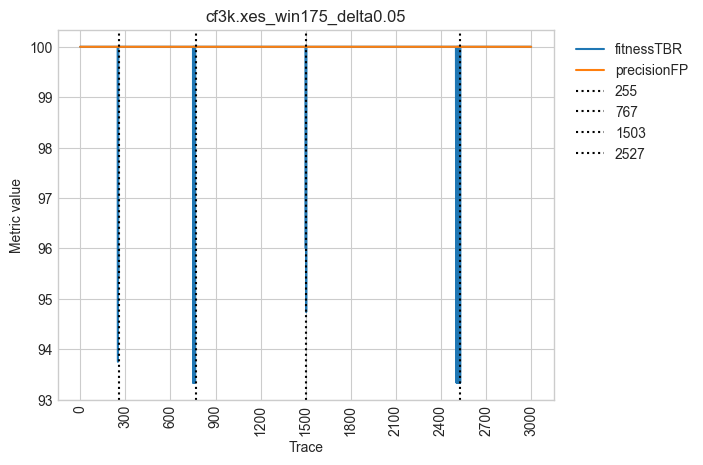 cf3k.xes_win175_delta0.05
fitnessTBR
precisionFP
255
767
1503
2527
Metric value
100
99
98
97
96
95
94
93
0 300 600 900 1200 1500 1800 2100 2400 2700 3000
Trace